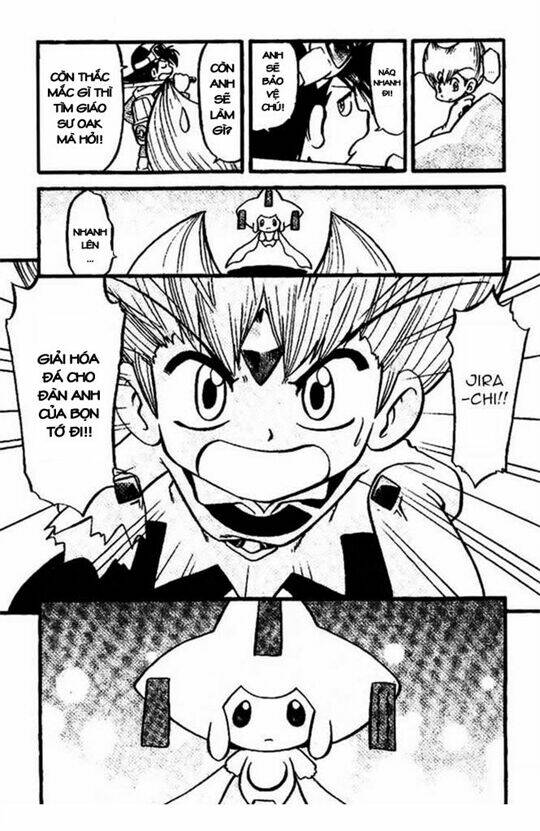 ...
NÀO,
NHANH
ĐI!
ANH
SẼ
BẢO
VỆ
CHÚ!
CÒN
ANH
SẼ
LÀM
GÌ?
CÒN THẮC
MẮC GÌ THÌ
TÌM GIÁO
SƯ OAK
MÀ HỎI!
NHANH
LÊN
...
JIRA
-CHI!!
GIẢI HÓA
ĐÁ CHO
ĐÀN ANH
CỦA BỌN
TỚ ĐI!!